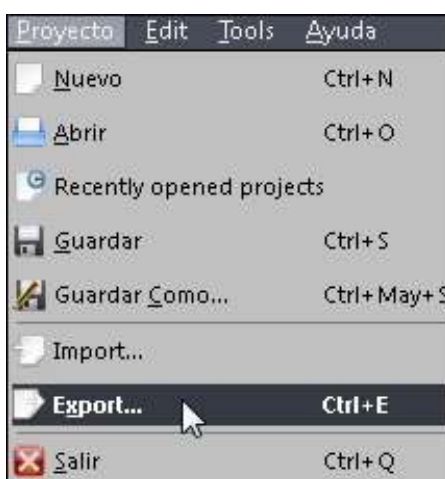 Proyecto Edit Tools Ayuda
Nuevo Ctrl+N
Abrir Ctrl+O
Recently opened projects
Guardar Ctrl+S
Guardar Como... Ctrl+May+S
Import...
Export... Ctrl+E
Salir Ctrl+Q